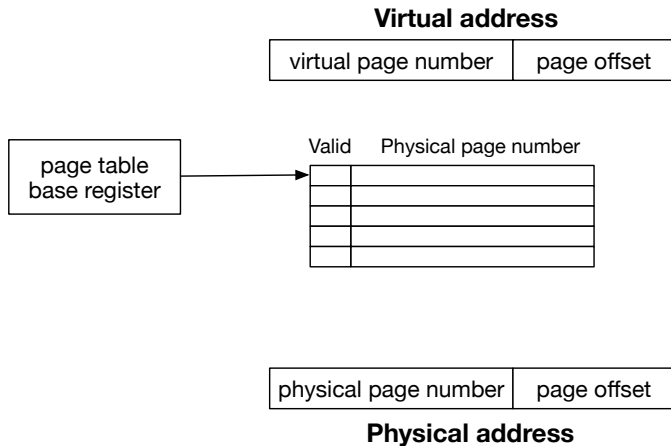 Virtual address
virtual page number page offset
Valid Physical page number
page table
base register
physical page number page offset
Physical address